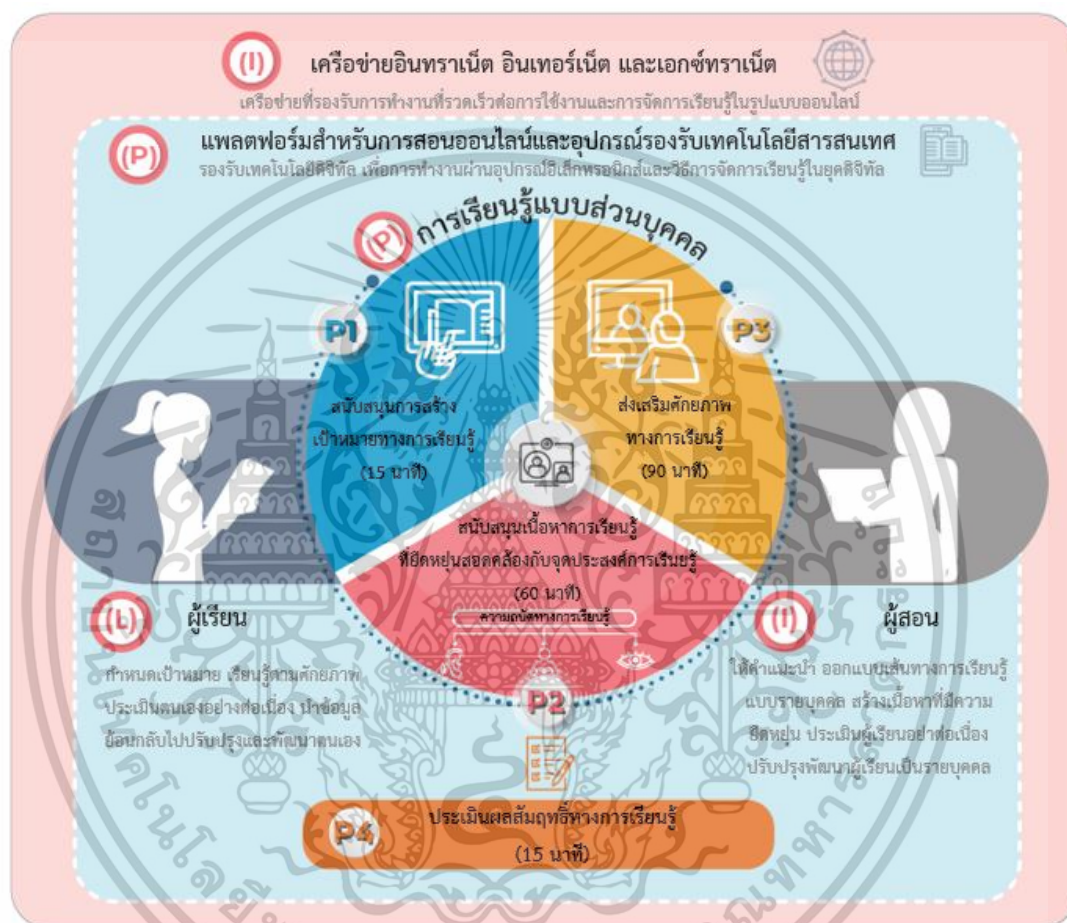 (I) เครือข่ายอินทราเน็ต อินเทอร์เน็ต และเอกซ์ทราเน็ต
เครือข่ายที่รองรับการทำงานที่รวดเร็วต่อการใช้งานและการจัดการเรียนรู้ในรูปแบบออนไลน์
(P) แพลตฟอร์มสำหรับการสอนออนไลน์และอุปกรณ์รองรับเทคโนโลยีสารสนเทศ
รองรับเทคโนโลยีดิจิทัล เพื่อการทำงานผ่านอุปกรณ์อิเล็กทรอนิกส์และวิธีการจัดการเรียนรู้ในยุคดิจิทัล
(P) การเรียนรู้แบบส่วนบุคคล
P1
สนับสนุนการสร้าง
เป้าหมายทางการเรียนรู้
(15 นาที)
P3
ส่งเสริมศักยภาพ
ทางการเรียนรู้
(90 นาที)
สนับสนุนเนื้อหาการเรียนรู้
ที่ยืดหยุ่นสอดคล้องกับจุดประสงค์การเรียนรู้
(60 นาที)
ความถนัดทางการเรียนรู้
P2
(L) ผู้เรียน
กำหนดเป้าหมาย เรียนรู้ตามศักยภาพ
ประเมินตนเองอย่างต่อเนื่อง นำข้อมูล
ย้อนกลับไปปรับปรุงและพัฒนาตนเอง
(I) ผู้สอน
ให้คำแนะนำ ออกแบบเส้นทางการเรียนรู้
แบบรายบุคคล สร้างเนื้อหาที่มีความ
ยืดหยุ่น ประเมินผู้เรียนอย่าต่อเนื่อง
ปรับปรุงพัฒนาผู้เรียนเป็นรายบุคคล
P4 ประเมินผลสัมฤทธิ์ทางการเรียนรู้
(15 นาที)